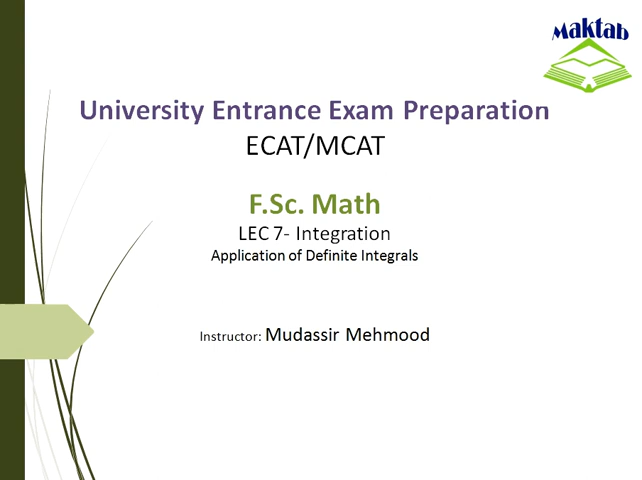 Maktab
University Entrance Exam Preparation
ECAT/MCAT
F.Sc. Math
LEC 7- Integration
Application of Definite Integrals
Instructor: Mudassir Mehmood